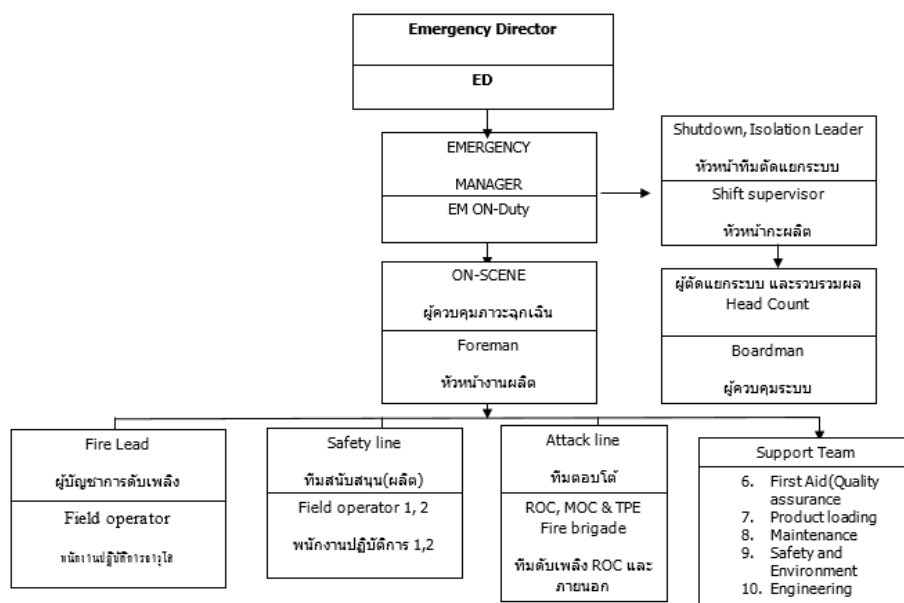 Emergency Director
ED
EMERGENCY
MANAGER
EM ON-Duty
Shutdown, Isolation Leader
หัวหน้าทีมตัดแยกระบบ
Shift supervisor
หัวหน้ากะผลิต
ON-SCENE
ผู้ควบคุมภาวะฉุกเฉิน
Foreman
หัวหน้างานผลิต
ผู้ตัดแยกระบบ และรวบรวมผล
Head Count
Boardman
ผู้ควบคุมระบบ
Fire Lead
ผู้บัญชาการดับเพลิง
Field operator
Safety line
ทีมสนับสนุน(ผลิต)
Field operator 1, 2
พนักงานปฏิบัติการ 1,2
Attack line
ทีมตอบโต้
ROC, MOC & TPE
Fire brigade
ทีมดับเพลิง ROC และ
ภายนอก
Support Team
6. First Aid(Quality
assurance
7. Product loading
8. Maintenance
9. Safety and
Environment
10. Engineering